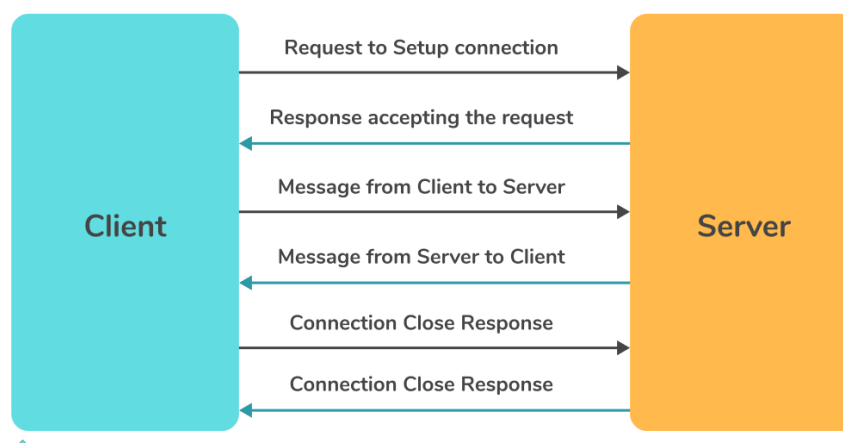 Request to Setup connection
Response accepting the request
Message from Client to Server
Client
Server
Message from Server to Client
Connection Close Response
Connection Close Response